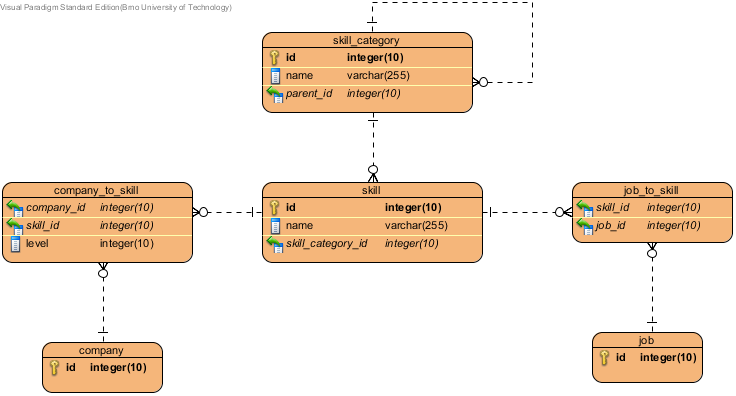 Visual Paradigm Standard Edition(Brno University of Technology)
skill_category
id integer(10)
name varchar(255)
parent_id integer(10)
company_to_skill
company_id integer(10)
skill_id integer(10)
level integer(10)
skill
id integer(10)
name varchar(255)
skill_category_id integer(10)
job_to_skill
skill_id integer(10)
job_id integer(10)
company
id integer(10)
job
id integer(10)